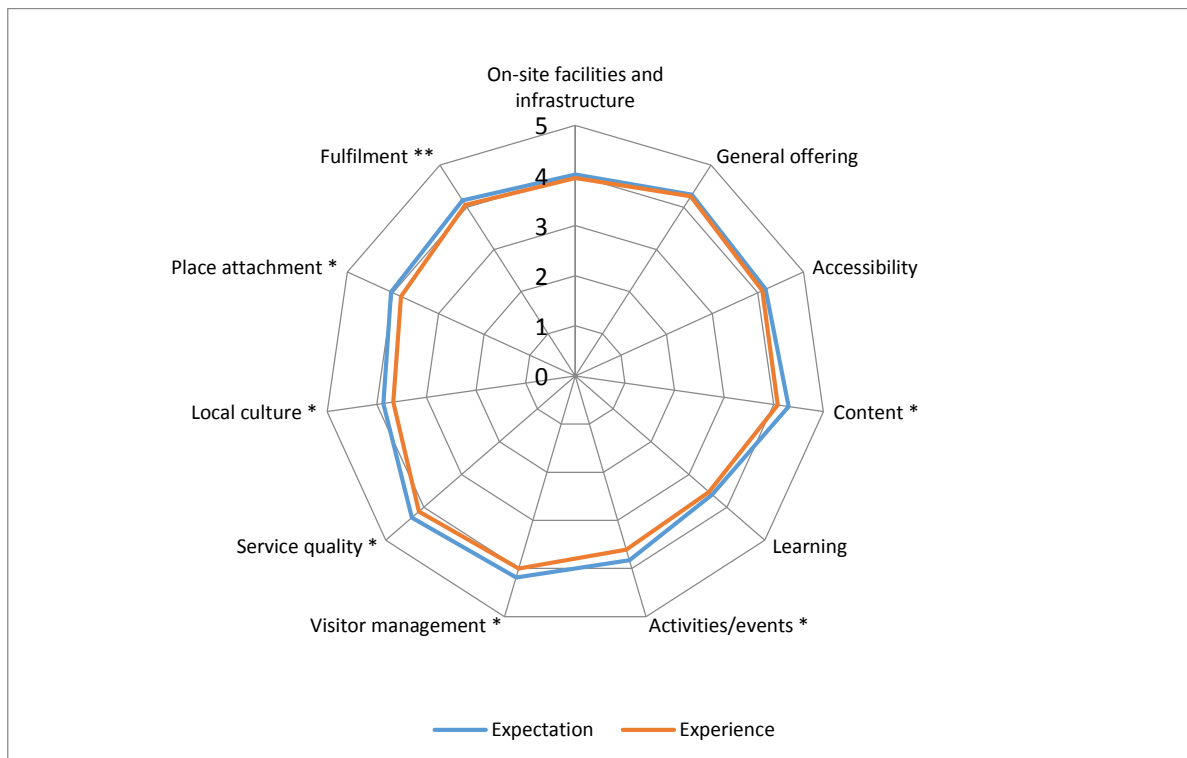 On-site facilities and
infrastructure
5
Fulfilment **
General offering
4
3
Place attachment *
Accessibility
2
1
0
Local culture *
Content *
Service quality *
Learning
Visitor management *
Activities/events *
Expectation
Experience